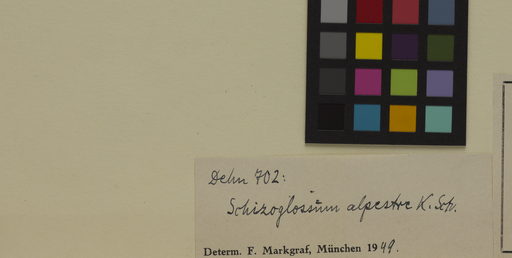 Dehn 702:
Schizoglossum alpestre K. Sch.
Determ. F. Markgraf, München 1949.